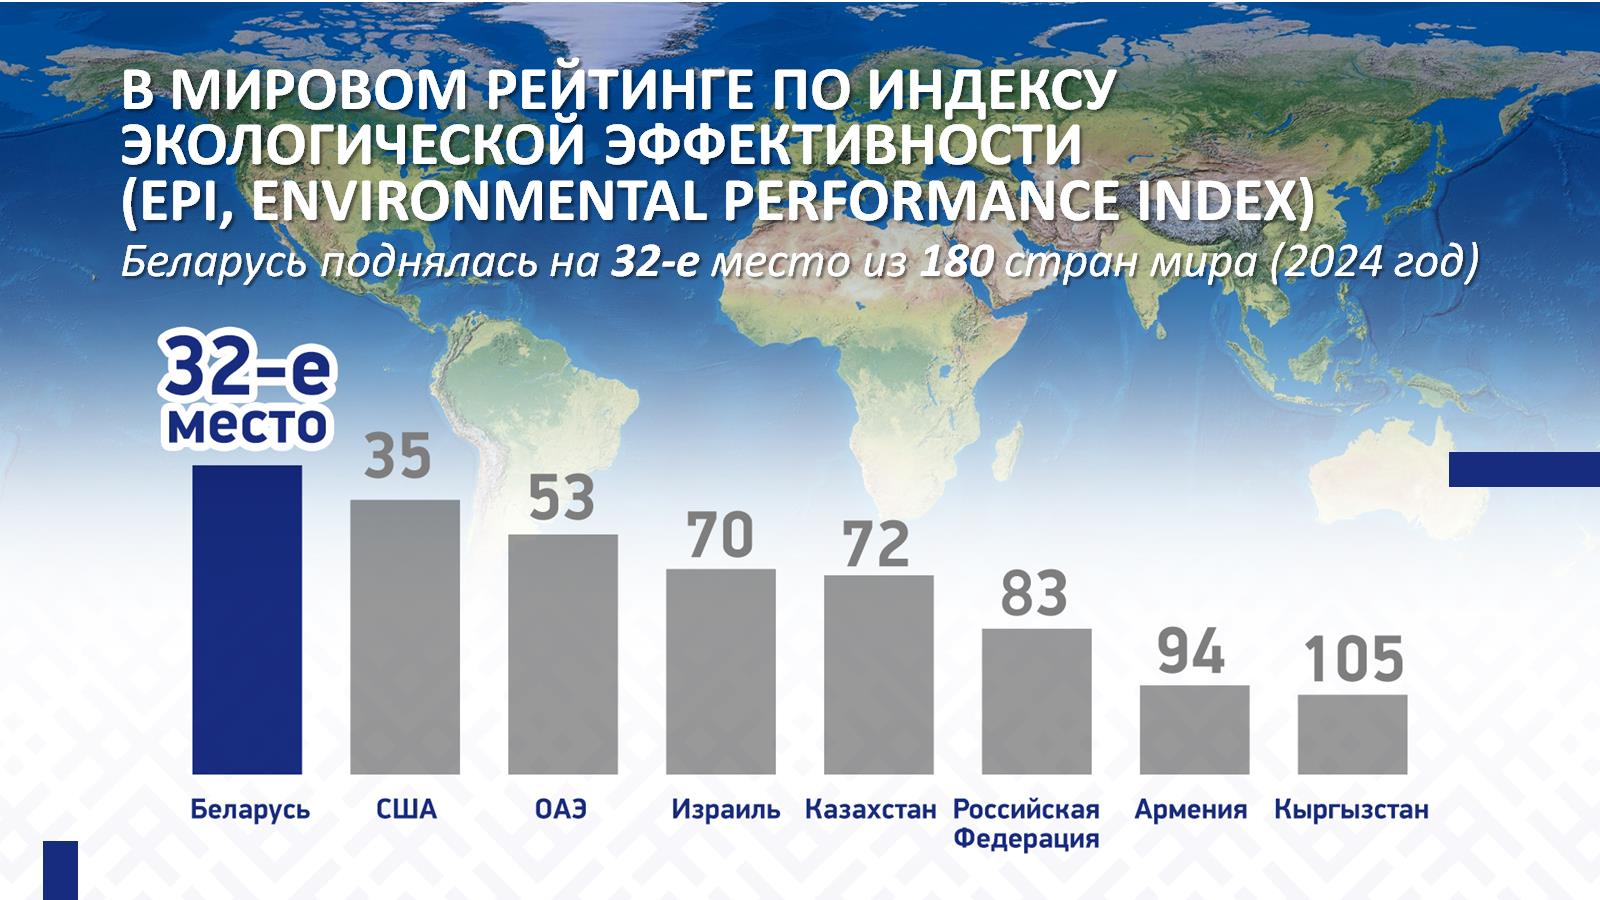 В МИРОВОМ РЕЙТИНГЕ ПО ИНДЕКСУ
ЭКОЛОГИЧЕСКОЙ ЭФФЕКТИВНОСТИ
(EPI, ENVIRONMENTAL PERFORMANCE INDEX)
Беларусь поднялась на 32-е место из 180 стран мира (2024 год)
32-е
место
35
53
70
72
83
94
105
Беларусь
США
ОАЭ
Израиль
Казахстан
Российская
Федерация
Армения
Кыргызстан